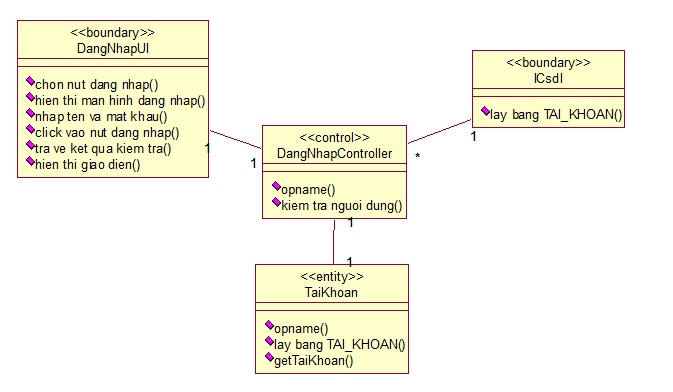 <<boundary>>
DangNhapUI
chon nut dang nhap()
hien thi man hinh dang nhap()
nhap ten va mat khau()
click vao nut dang nhap()
tra ve ket qua kiem tra()
hien thi giao dien()
1
1
<<control>>
DangNhapController
opname()
kiem tra nguoi dung()
*
1
<<boundary>>
ICsdl
lay bang TAI_KHOAN()
1
1
<<entity>>
TaiKhoan
opname()
lay bang TAI_KHOAN()
getTaiKhoan()